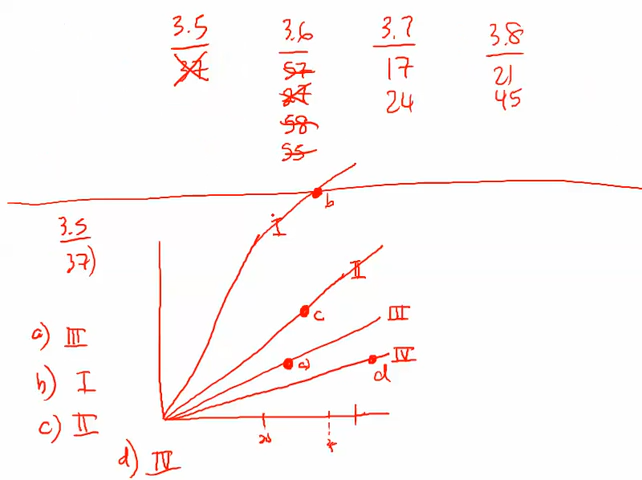 3.5 3.6 3.7 3.8
37 57 17 21
27 24 45
58
55
b
3.5
37)
I
II
c
III
a)
IV
d
a) III
b) I
c) II
d) IV